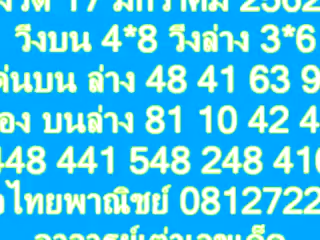 งวด 17 มกราคม 2562
วิ่งบน 4*8 วิ่งล่าง 3*6
เด่นบน ล่าง 48 41 63 9
อง บนล่าง 81 10 42 4
448 441 548 248 41
ไทยพาณิชย์ 0812722